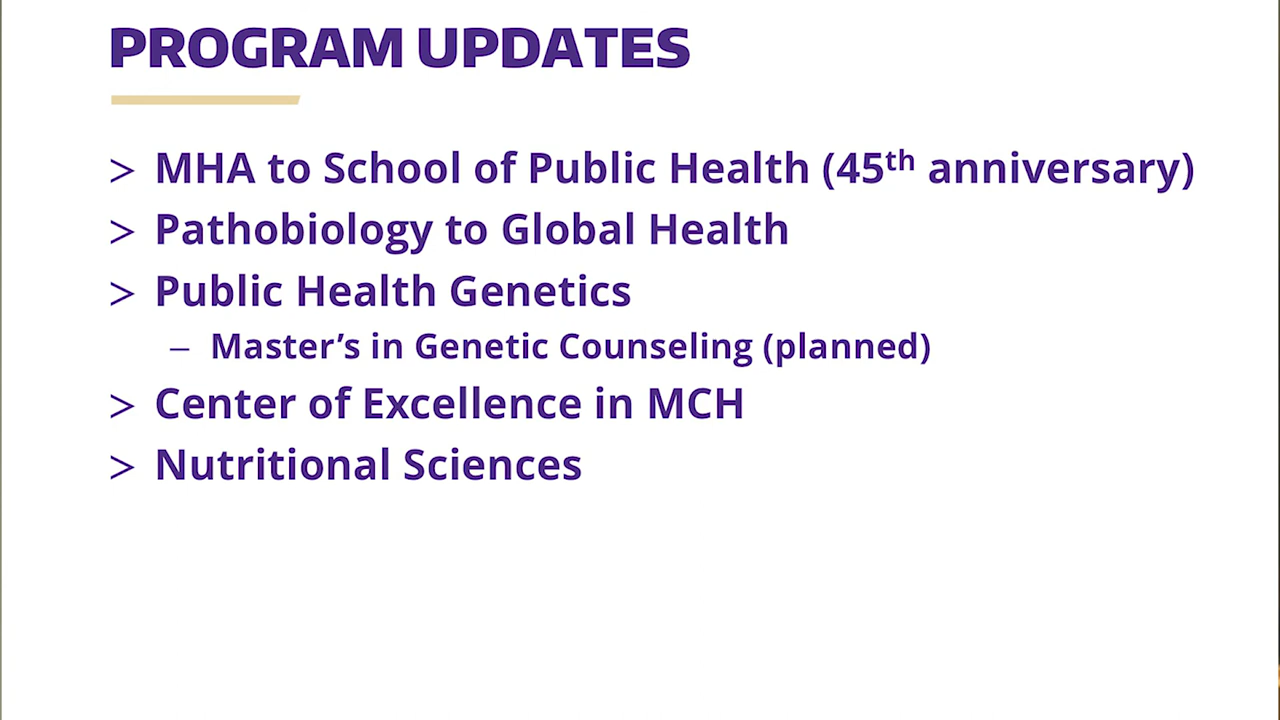 PROGRAM UPDATES
> MHA to School of Public Health (45th anniversary)
> Pathobiology to Global Health
> Public Health Genetics
– Master’s in Genetic Counseling (planned)
> Center of Excellence in MCH
> Nutritional Sciences